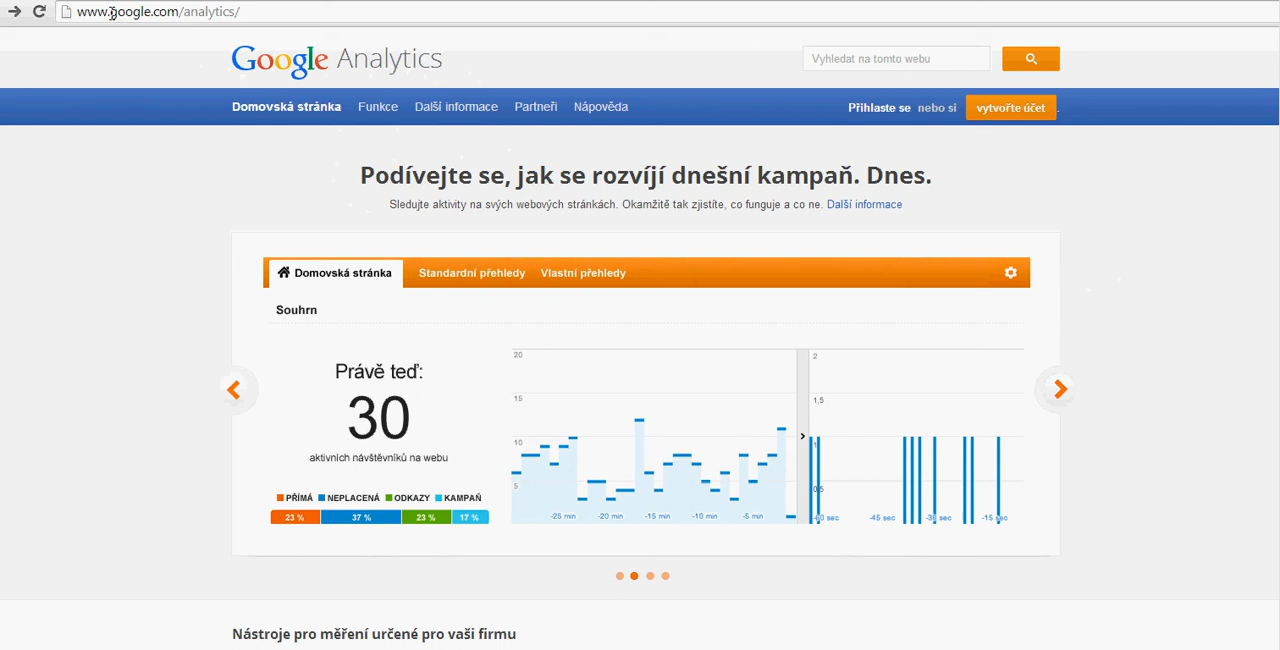 www.google.com/analytics/
Google Analytics
Vyhledat na tomto webu
Domovská stránka Funkce Další informace Partneři Nápověda Přihlaste se nebo si vytvořte účet
Podívejte se, jak se rozvíjí dnešní kampaň. Dnes.
Sledujte aktivity na svých webových stránkách. Okamžitě tak zjistíte, co funguje a co ne. Další informace
Domovská stránka Standardní přehledy Vlastní přehledy
Souhrn
Právě teď:
30
aktivních návštěvníků na webu
PŘÍMÁ NEPLACENÁ ODKAZY KAMPAŇ
23 % 37 % 23 % 17 %
20
15
10
5
-25 min -20 min -15 min -10 min -5 min
2
1,5
1
0,5
-60 sec -45 sec -30 sec -15 sec
Nástroje pro měření určené pro vaši firmu